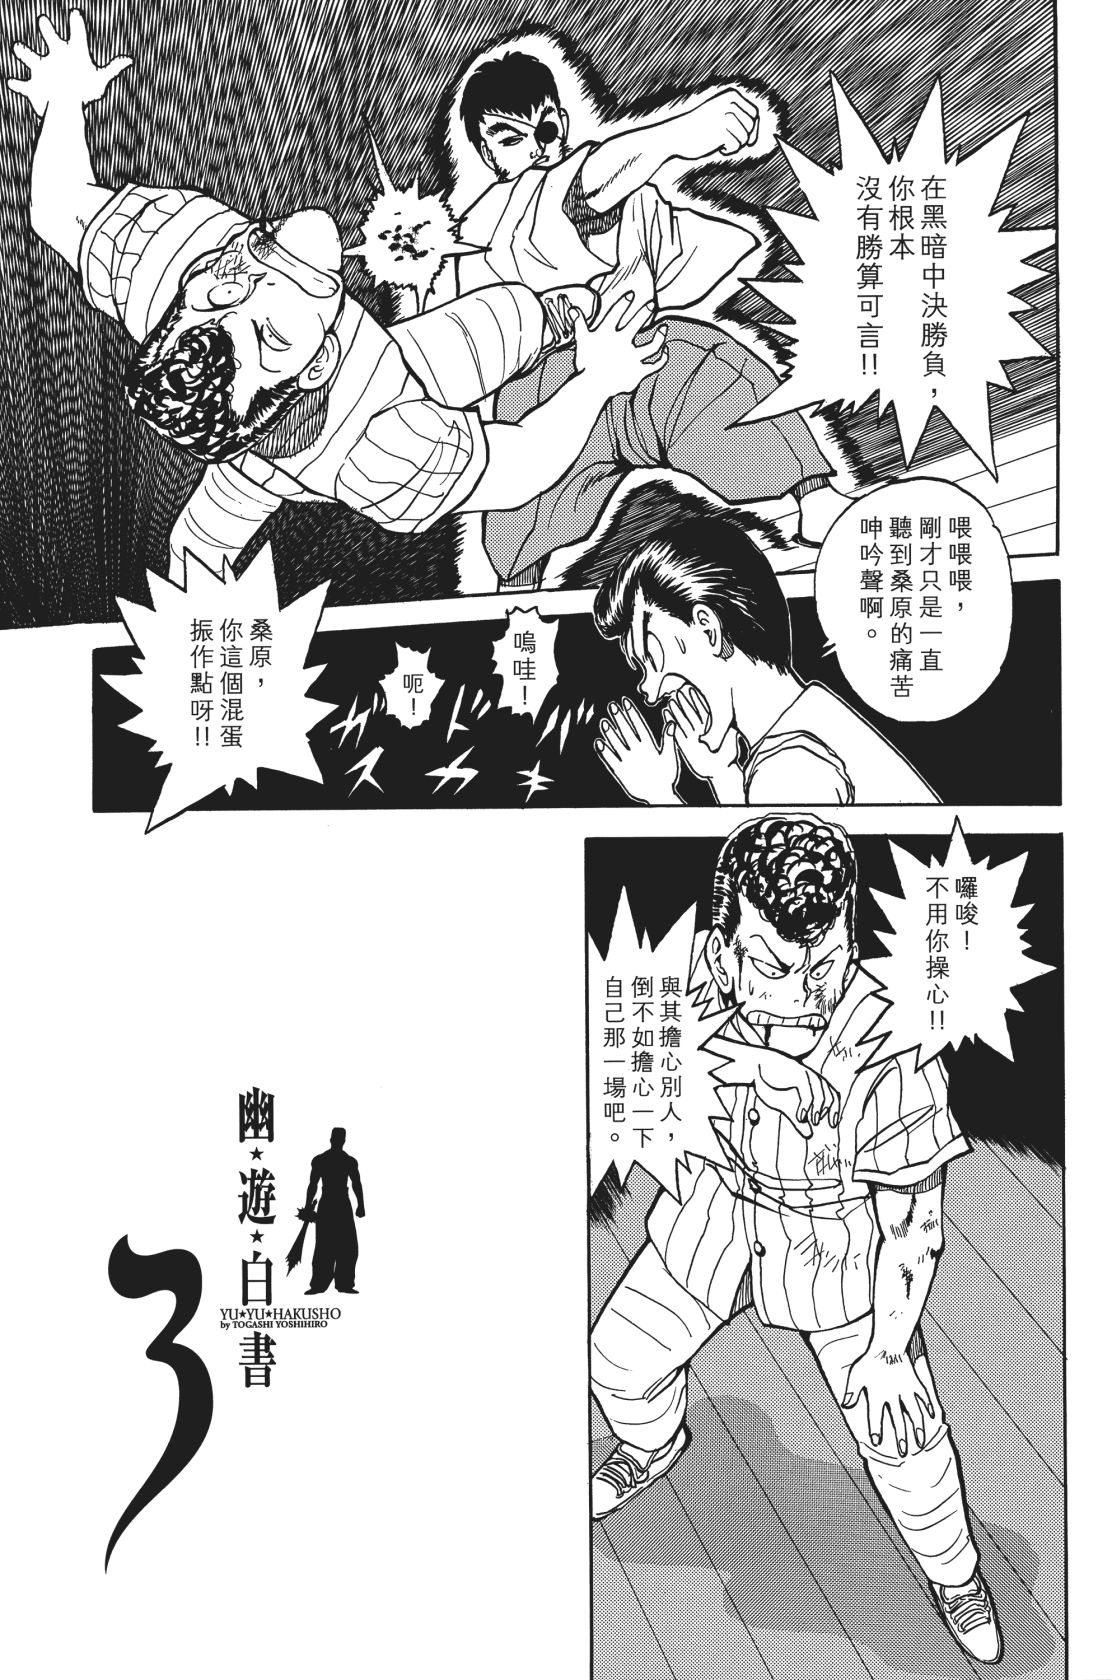 在黑暗中決勝負，
你根本
沒有勝算可言!!
喂喂喂，
剛才只是一直
聽到桑原的痛苦
呻吟聲啊。
嗚哇！
呃！
ガ ド バキ
ズ カ キ
桑原，
你這個混蛋
振作點呀!!
囉唆！
不用你操心!!
與其擔心別人，
倒不如擔心一下
自己那一場吧。
幽★遊★白書
YU★YU★HAKUSHO
by TOGASHI YOSHIHIRO
3